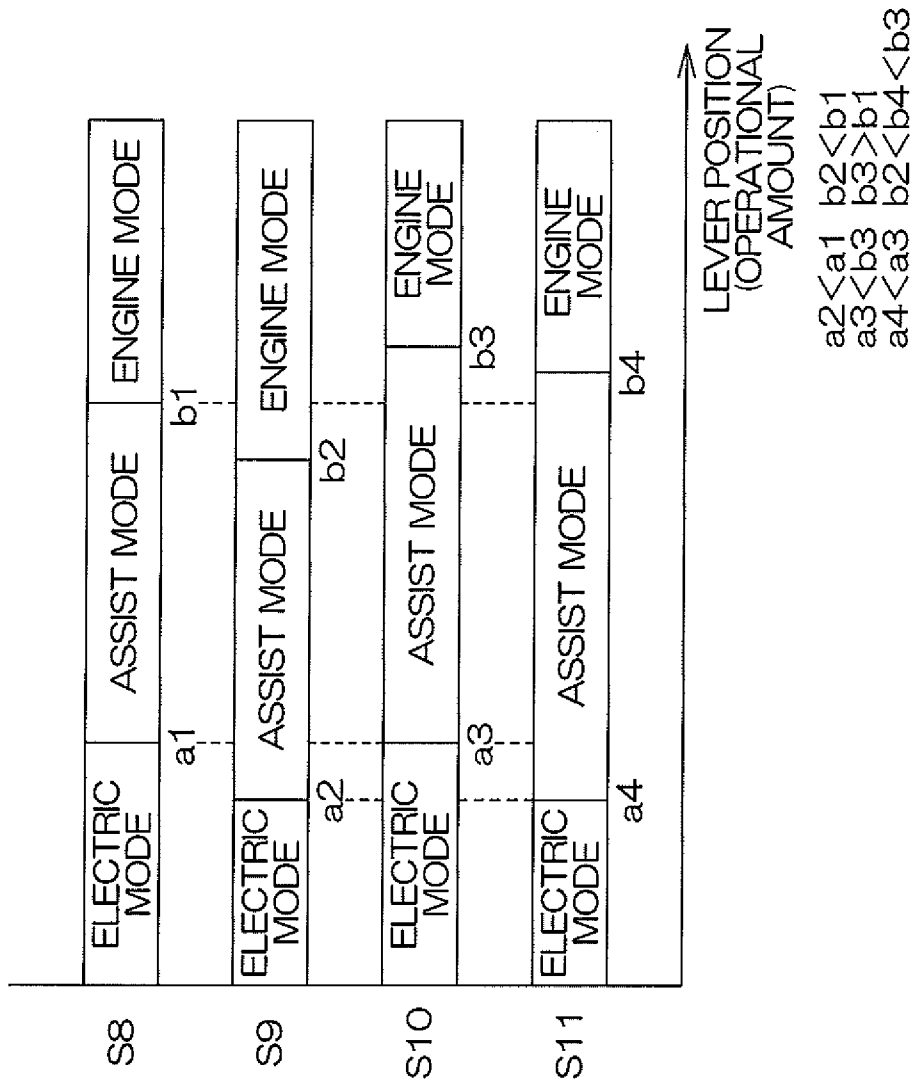 S8
ELECTRIC
MODE
ASSIST MODE
ENGINE MODE
a1
b1
S9
ELECTRIC
MODE
ASSIST MODE
ENGINE MODE
a2
b2
S10
ELECTRIC
MODE
ASSIST MODE
ENGINE
MODE
a3
b3
S11
ELECTRIC
MODE
ASSIST MODE
ENGINE
MODE
a4
b4
LEVER POSITION
(OPERATIONAL
AMOUNT)
a2<a1 b2<b1
a3<b3 b3>b1
a4<a3 b2<b4<b3